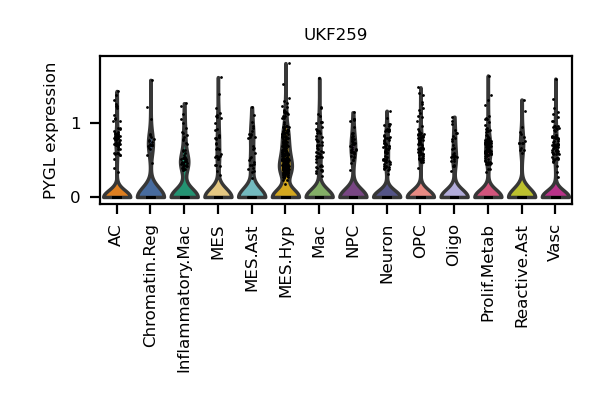 UKF259
PYGL expression
1
0
AC
Chromatin.Reg
Inflammatory.Mac
MES
MES.Ast
MES.Hyp
Mac
NPC
Neuron
OPC
Oligo
Prolif.Metab
Reactive.Ast
Vasc